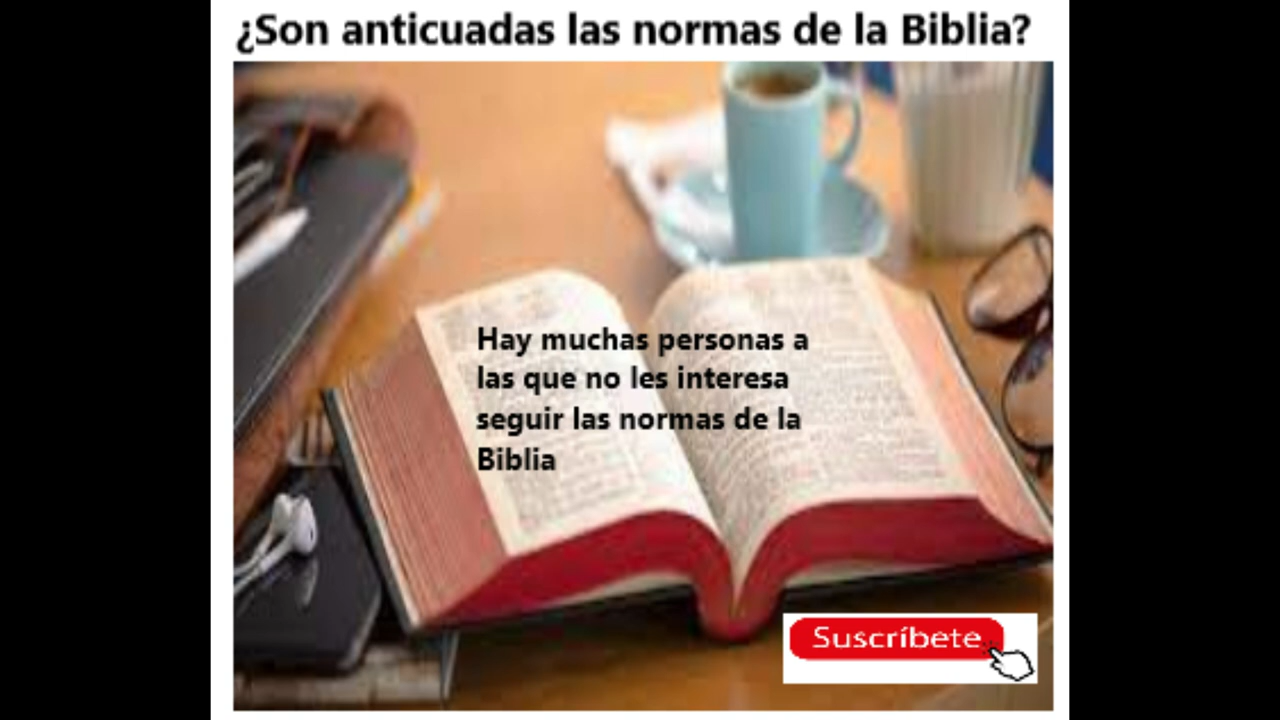 ¿Son anticuadas las normas de la Biblia?
Hay muchas personas a
las que no les interesa
seguir las normas de la
Biblia
Suscríbete